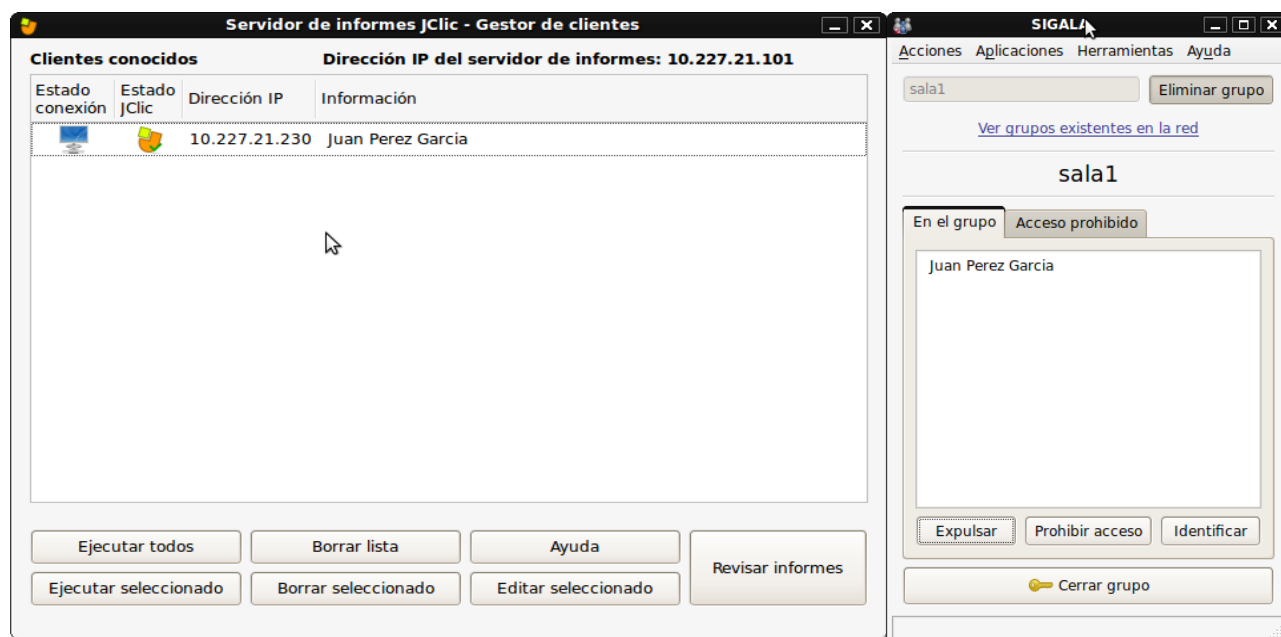 Servidor de informes JClic - Gestor de clientes
Clientes conocidos
Dirección IP del servidor de informes: 10.227.21.101
Estado conexión
Estado JClic
Dirección IP
Información
10.227.21.230
Juan Perez Garcia
Ejecutar todos
Borrar lista
Ayuda
Revisar informes
Ejecutar seleccionado
Borrar seleccionado
Editar seleccionado
SIGALA
Acciones Aplicaciones Herramientas Ayuda
sala1
Eliminar grupo
Ver grupos existentes en la red
sala1
En el grupo
Acceso prohibido
Juan Perez Garcia
Expulsar
Prohibir acceso
Identificar
Cerrar grupo